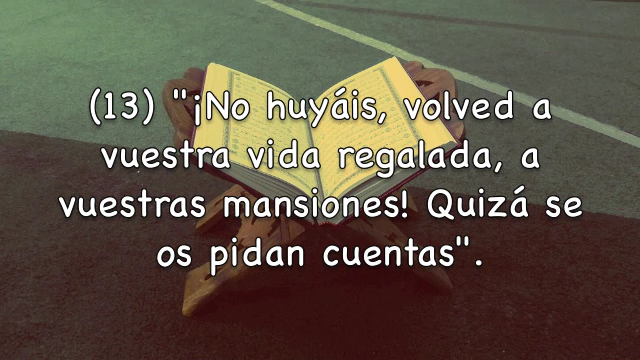 (13) "¡No huyáis, volved a
vuestra vida regalada, a
vuestras mansiones! Quizá se
os pidan cuentas".